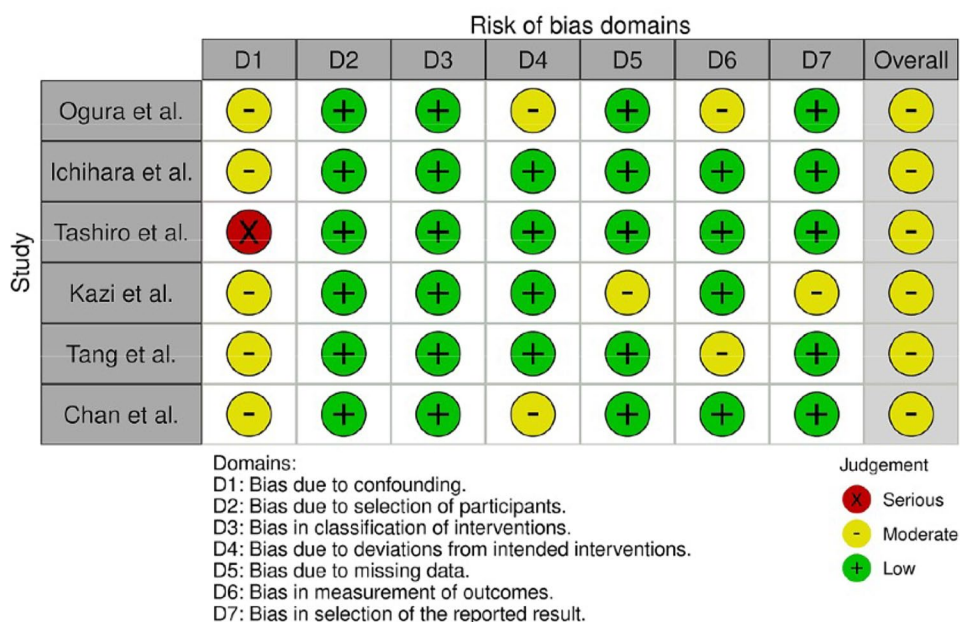 Risk of bias domains
D1 D2 D3 D4 D5 D6 D7 Overall
Study
Ogura et al. - + + - + - + -
Ichihara et al. - + + + + + + -
Tashiro et al. X + + + + + + -
Kazi et al. - + + + - + - -
Tang et al. - + + + + - + -
Chan et al. - + + - + + + -
Domains:
D1: Bias due to confounding.
D2: Bias due to selection of participants.
D3: Bias in classification of interventions.
D4: Bias due to deviations from intended interventions.
D5: Bias due to missing data.
D6: Bias in measurement of outcomes.
D7: Bias in selection of the reported result.
Judgement
X Serious
- Moderate
+ Low